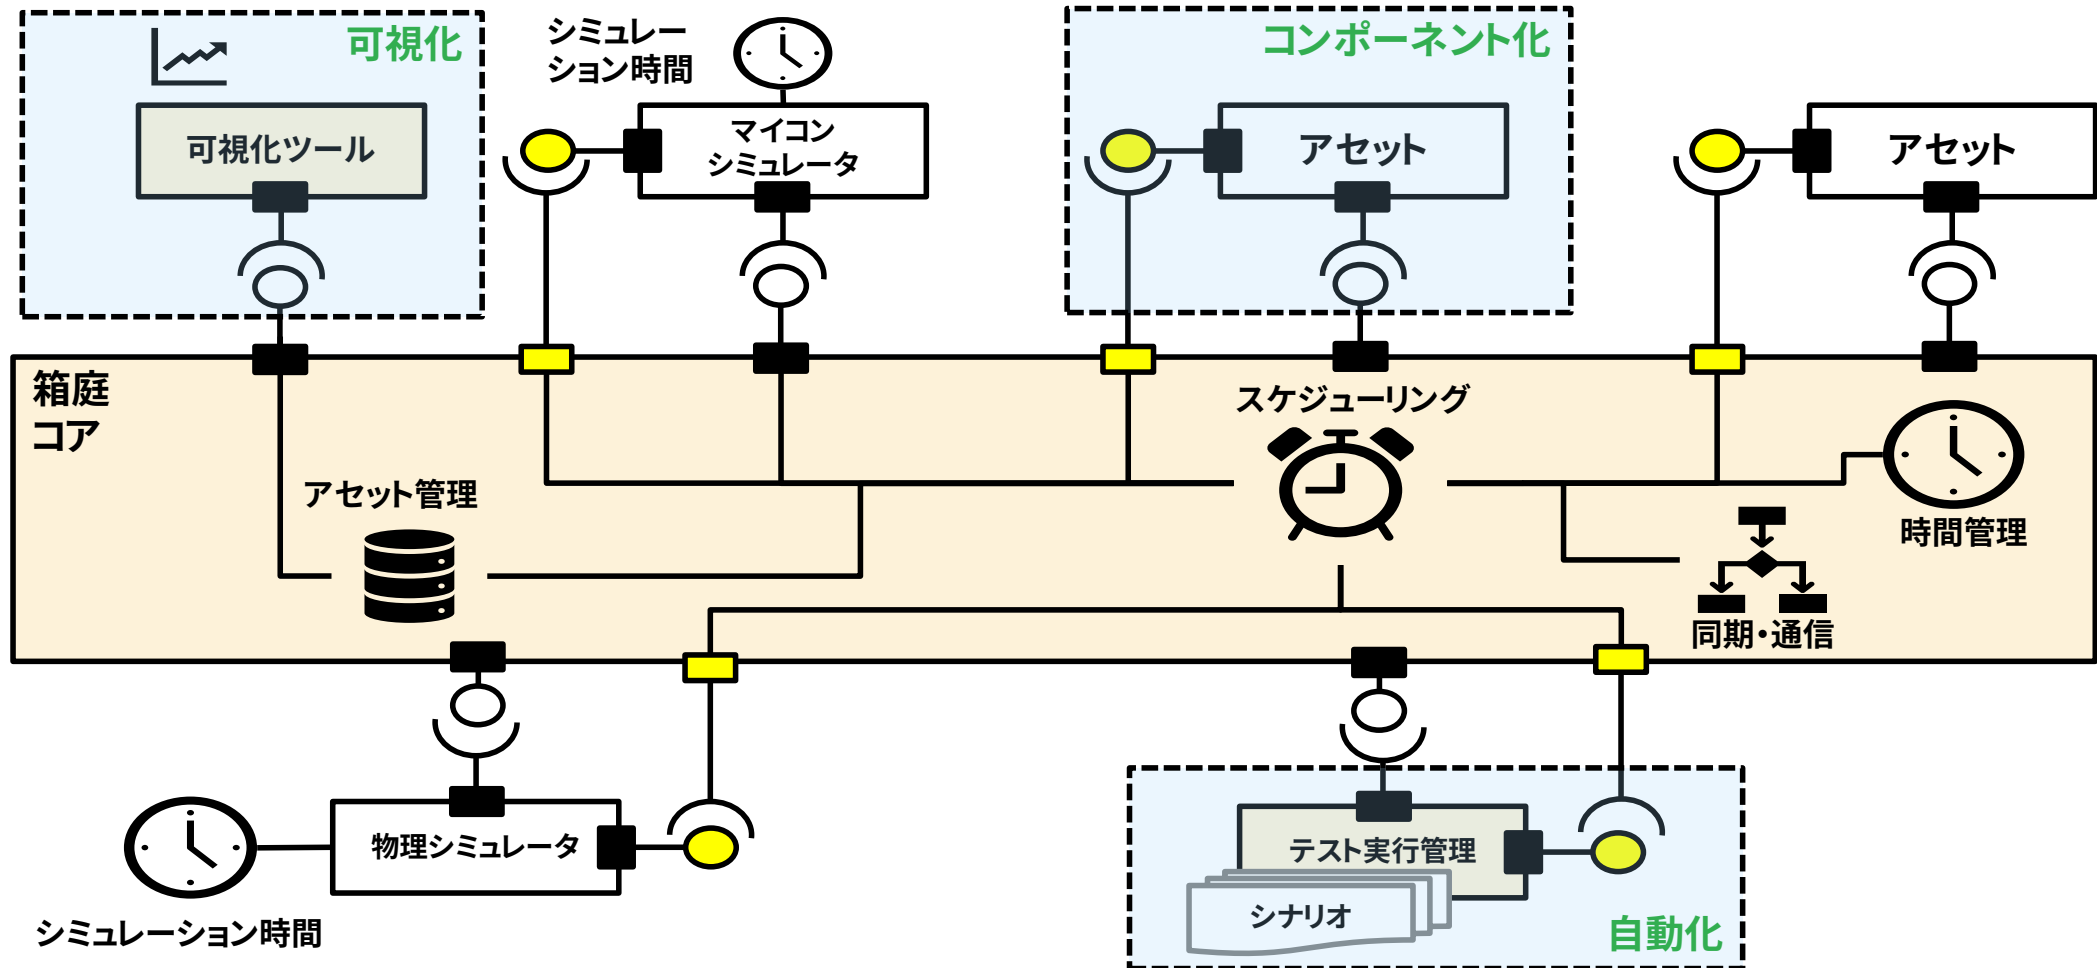 可視化
可視化ツール
シミュレー
ション時間
マイコン
シミュレータ
コンポーネント化
アセット
アセット
箱庭
コア
スケジューリング
アセット管理
時間管理
同期・通信
物理シミュレータ
シミュレーション時間
テスト実行管理
シナリオ
自動化